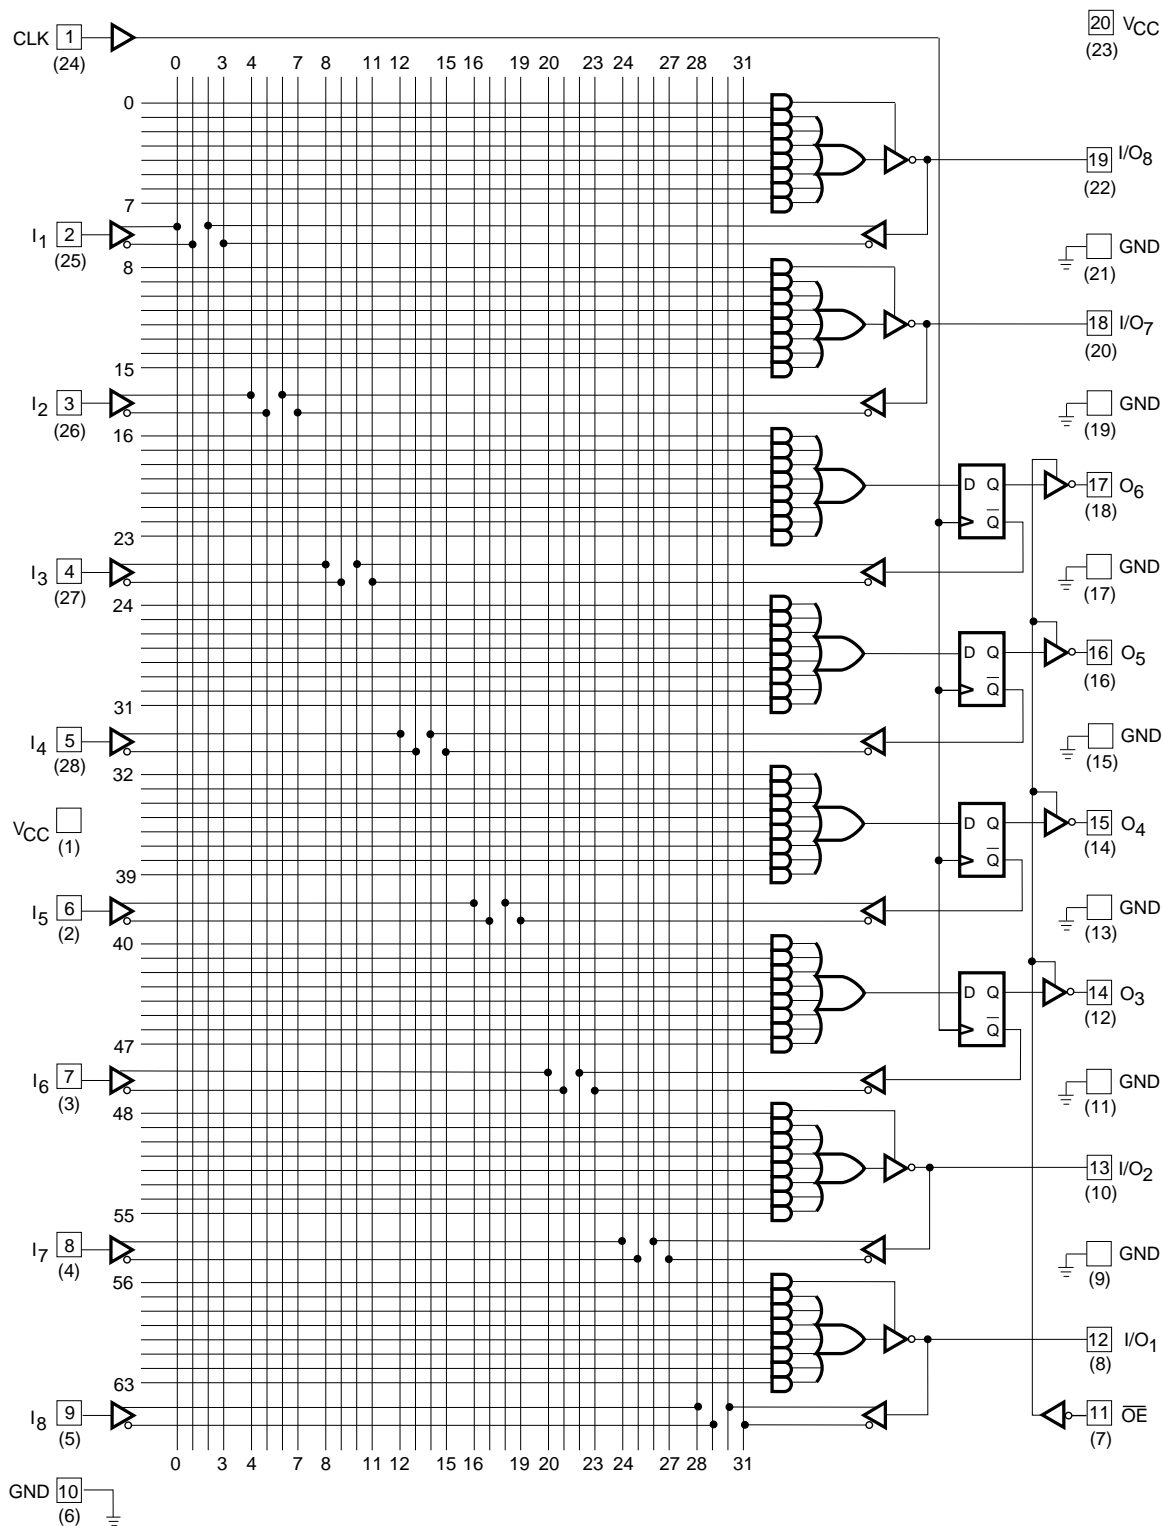 CLK 1 20 VCC
(24) (23)
0 3 4 7 8 11 12 15 16 19 20 23 24 27 28 31
0
19 I/O8
(22)
7
I1 2
(25)
GND
(21)
8
18 I/O7
(20)
15
I2 3
(26)
GND
(19)
16
D Q 17 O6
(18)
Q̅
23
I3 4
(27)
GND
(17)
24
D Q 16 O5
(16)
Q̅
31
I4 5
(28)
GND
(15)
32
VCC
(1)
D Q 15 O4
(14)
Q̅
39
I5 6
(2)
GND
(13)
40
D Q 14 O3
(12)
Q̅
47
I6 7
(3)
GND
(11)
48
13 I/O2
(10)
55
I7 8
(4)
GND
(9)
56
12 I/O1
(8)
63
I8 9
(5)
11 O̅E̅
(7)
0 3 4 7 8 11 12 15 16 19 20 23 24 27 28 31
GND 10
(6)